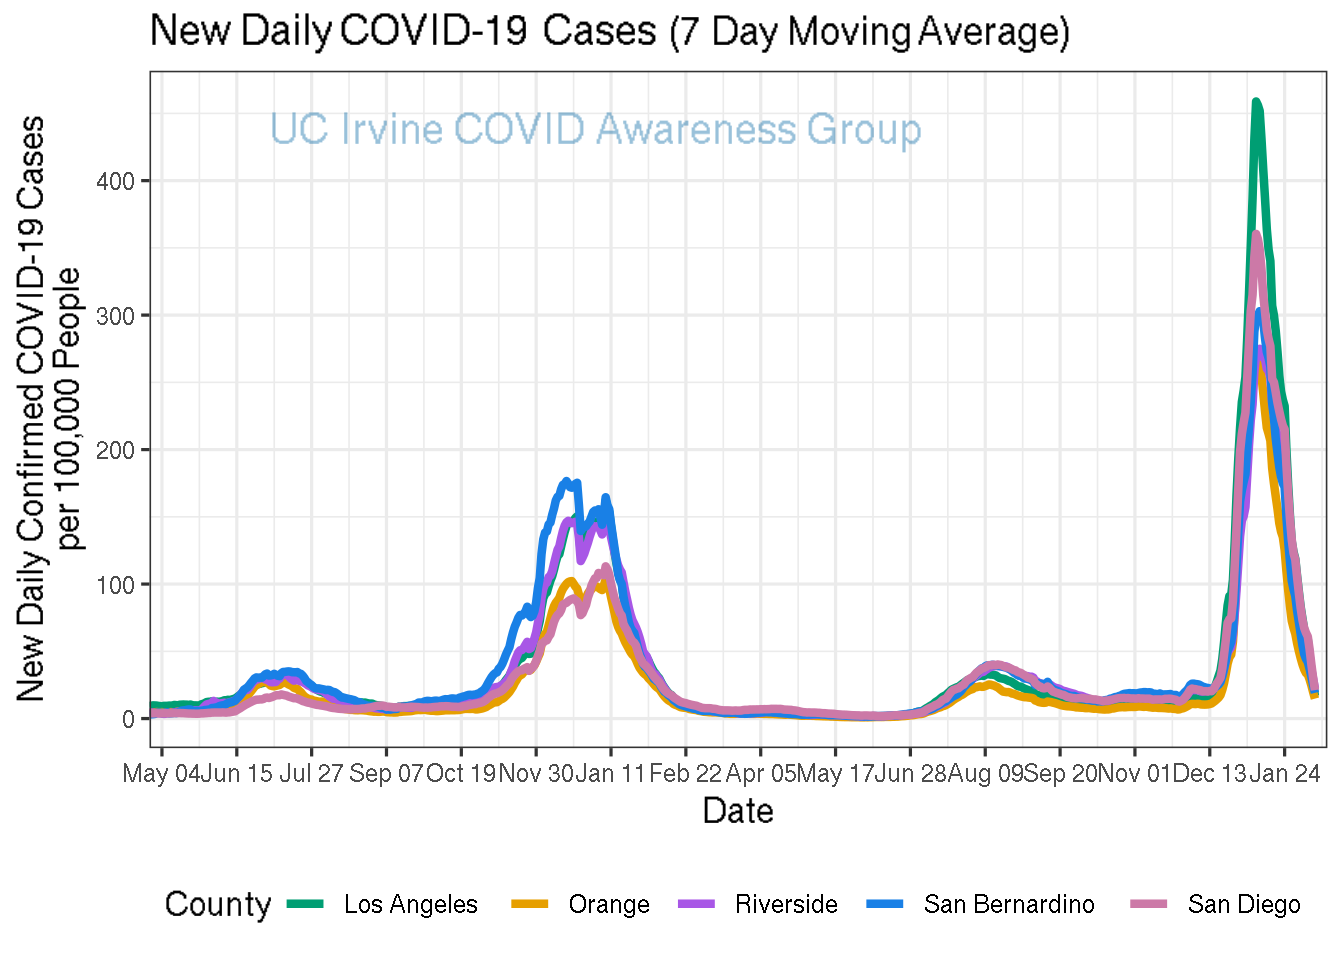 New Daily COVID-19 Cases (7 Day Moving Average)
UC Irvine COVID Awareness Group
New Daily Confirmed COVID-19 Cases
per 100,000 People
400
300
200
100
0
May 04 Jun 15 Jul 27 Sep 07 Oct 19 Nov 30 Jan 11 Feb 22 Apr 05 May 17 Jun 28 Aug 09 Sep 20 Nov 01 Dec 13 Jan 24
Date
County Los Angeles Orange Riverside San Bernardino San Diego